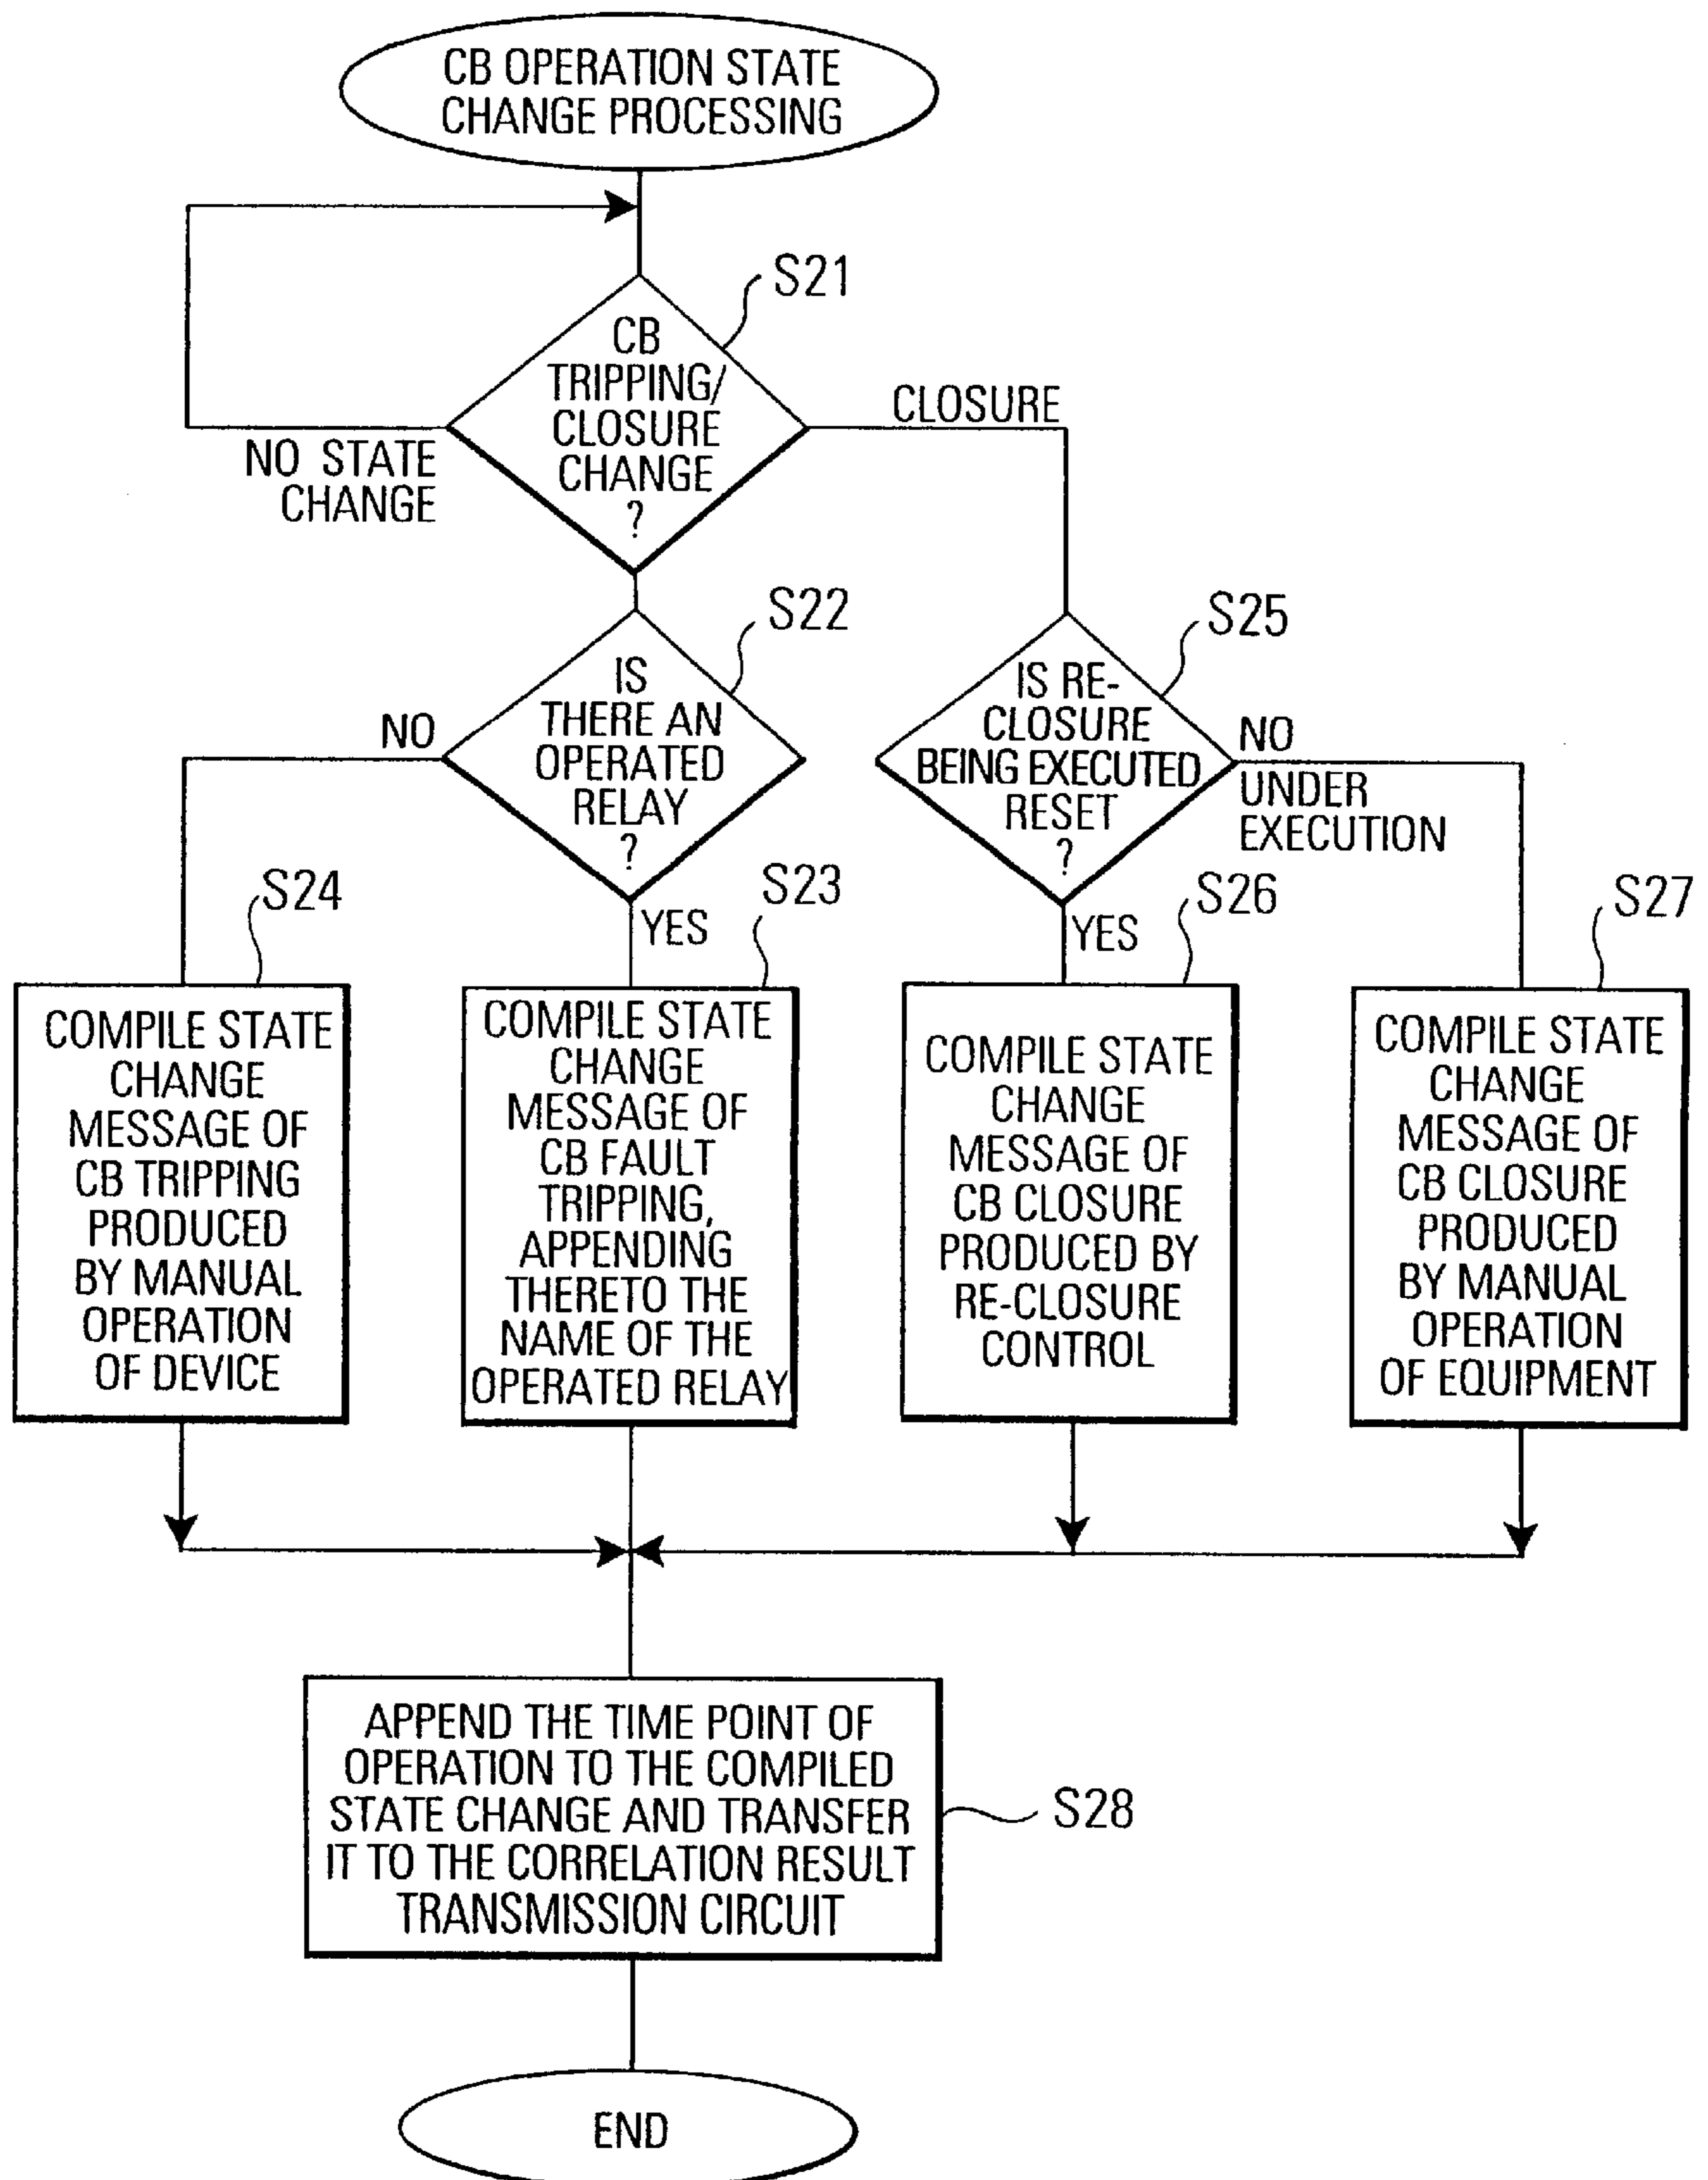 CB OPERATION STATE
CHANGE PROCESSING
S21
CB
TRIPPING/
CLOSURE
CHANGE
?
CLOSURE
NO STATE
CHANGE
S22
IS
THERE AN
OPERATED
RELAY
?
NO
YES
S25
IS RE-
CLOSURE
BEING EXECUTED
RESET
?
NO
UNDER
EXECUTION
YES
S24
COMPILE STATE
CHANGE
MESSAGE OF
CB TRIPPING
PRODUCED
BY MANUAL
OPERATION
OF DEVICE
S23
COMPILE STATE
CHANGE
MESSAGE OF
CB FAULT
TRIPPING,
APPENDING
THERETO THE
NAME OF THE
OPERATED RELAY
S26
COMPILE STATE
CHANGE
MESSAGE OF
CB CLOSURE
PRODUCED BY
RE-CLOSURE
CONTROL
S27
COMPILE STATE
CHANGE
MESSAGE OF
CB CLOSURE
PRODUCED
BY MANUAL
OPERATION
OF EQUIPMENT
APPEND THE TIME POINT OF
OPERATION TO THE COMPILED
STATE CHANGE AND TRANSFER
IT TO THE CORRELATION RESULT
TRANSMISSION CIRCUIT
S28
END